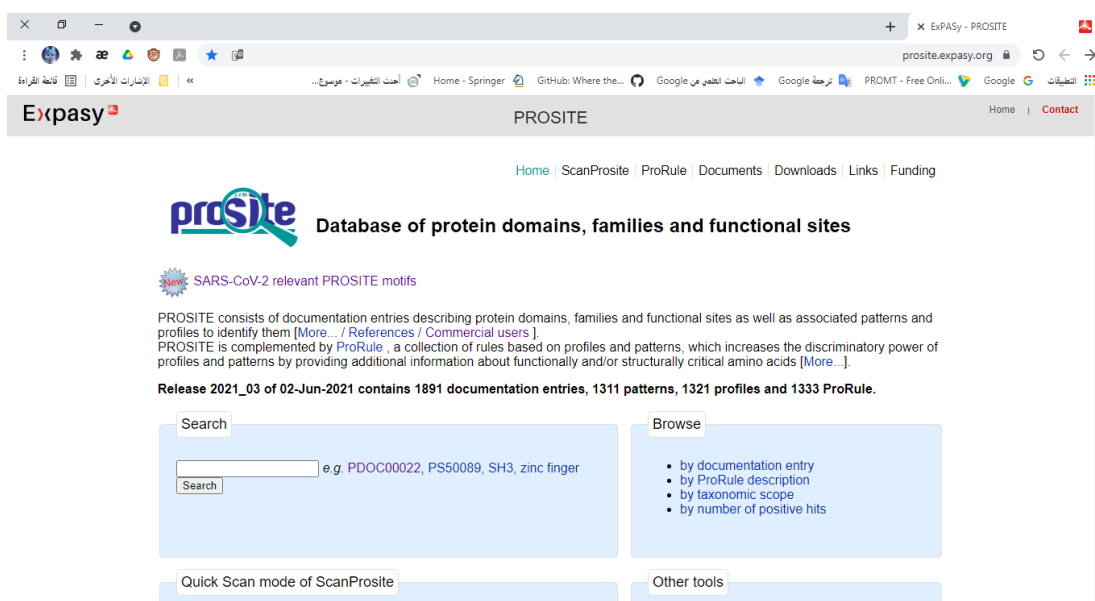 ExPASy - PROSITE
prosite.expasy.org
التطبيقات
Google
PROMT - Free Onli...
ترجمة Google
الباحث العلمي من Google
GitHub: Where the...
Home - Springer
أحدث التغييرات - موسوع...
»
الإشارات الأخرى
قائمة القراءة
Expasy
PROSITE
Home | Contact
Home | ScanProsite | ProRule | Documents | Downloads | Links | Funding
prosite
Database of protein domains, families and functional sites
New SARS-CoV-2 relevant PROSITE motifs
PROSITE consists of documentation entries describing protein domains, families and functional sites as well as associated patterns and
profiles to identify them [More... / References / Commercial users ].
PROSITE is complemented by ProRule , a collection of rules based on profiles and patterns, which increases the discriminatory power of
profiles and patterns by providing additional information about functionally and/or structurally critical amino acids [More...].
Release 2021_03 of 02-Jun-2021 contains 1891 documentation entries, 1311 patterns, 1321 profiles and 1333 ProRule.
Search
e.g. PDOC00022, PS50089, SH3, zinc finger
Search
Browse
by documentation entry
by ProRule description
by taxonomic scope
by number of positive hits
Quick Scan mode of ScanProsite
Other tools